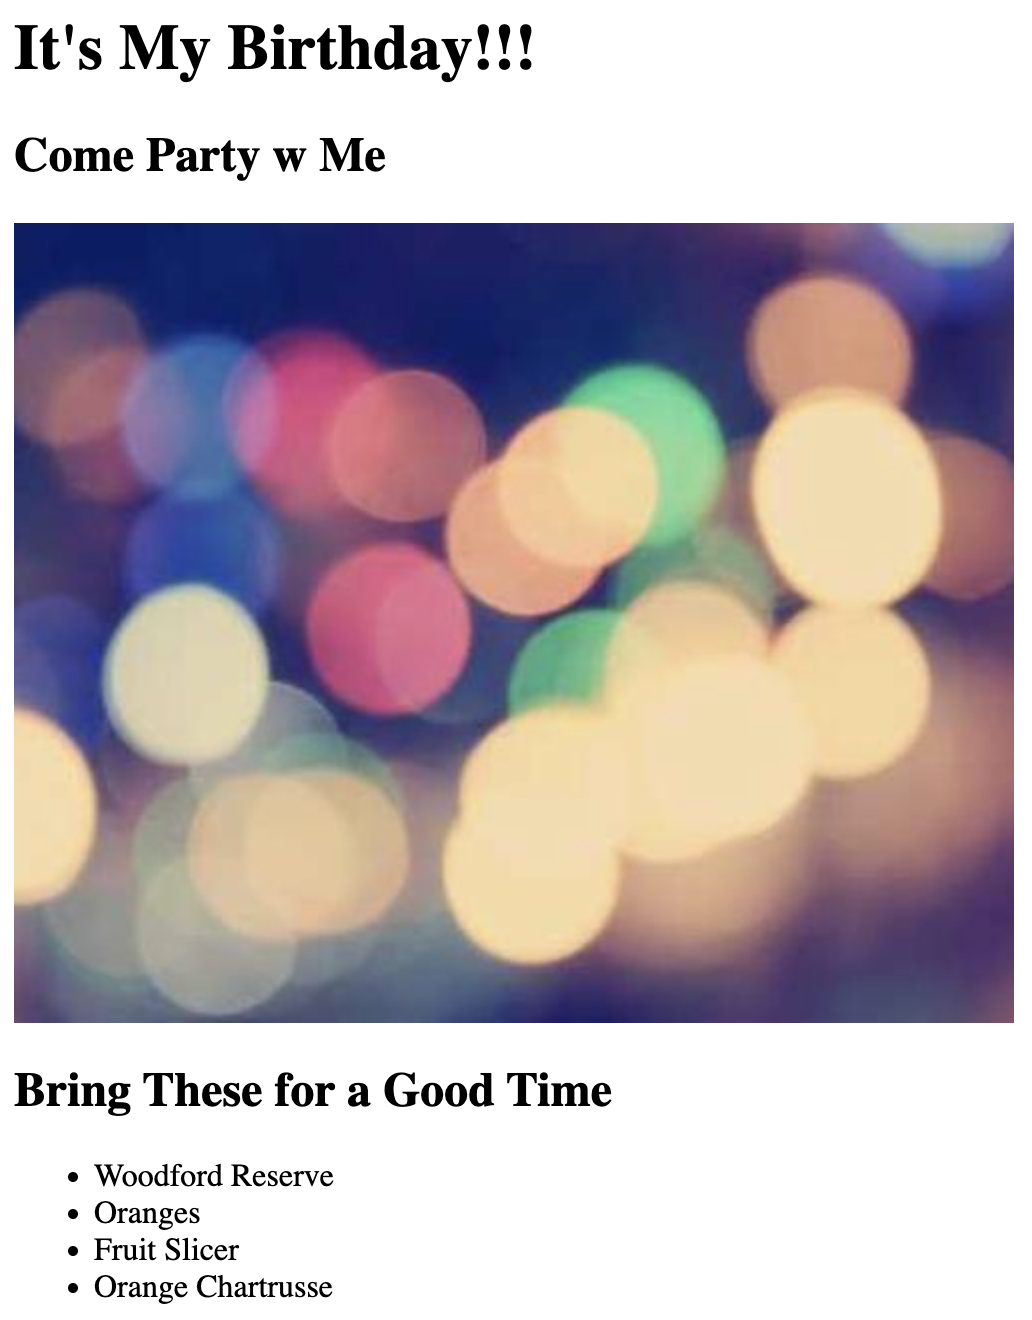 It's My Birthday!!!
Come Party w Me
Bring These for a Good Time
Woodford Reserve
Oranges
Fruit Slicer
Orange Chartrusse